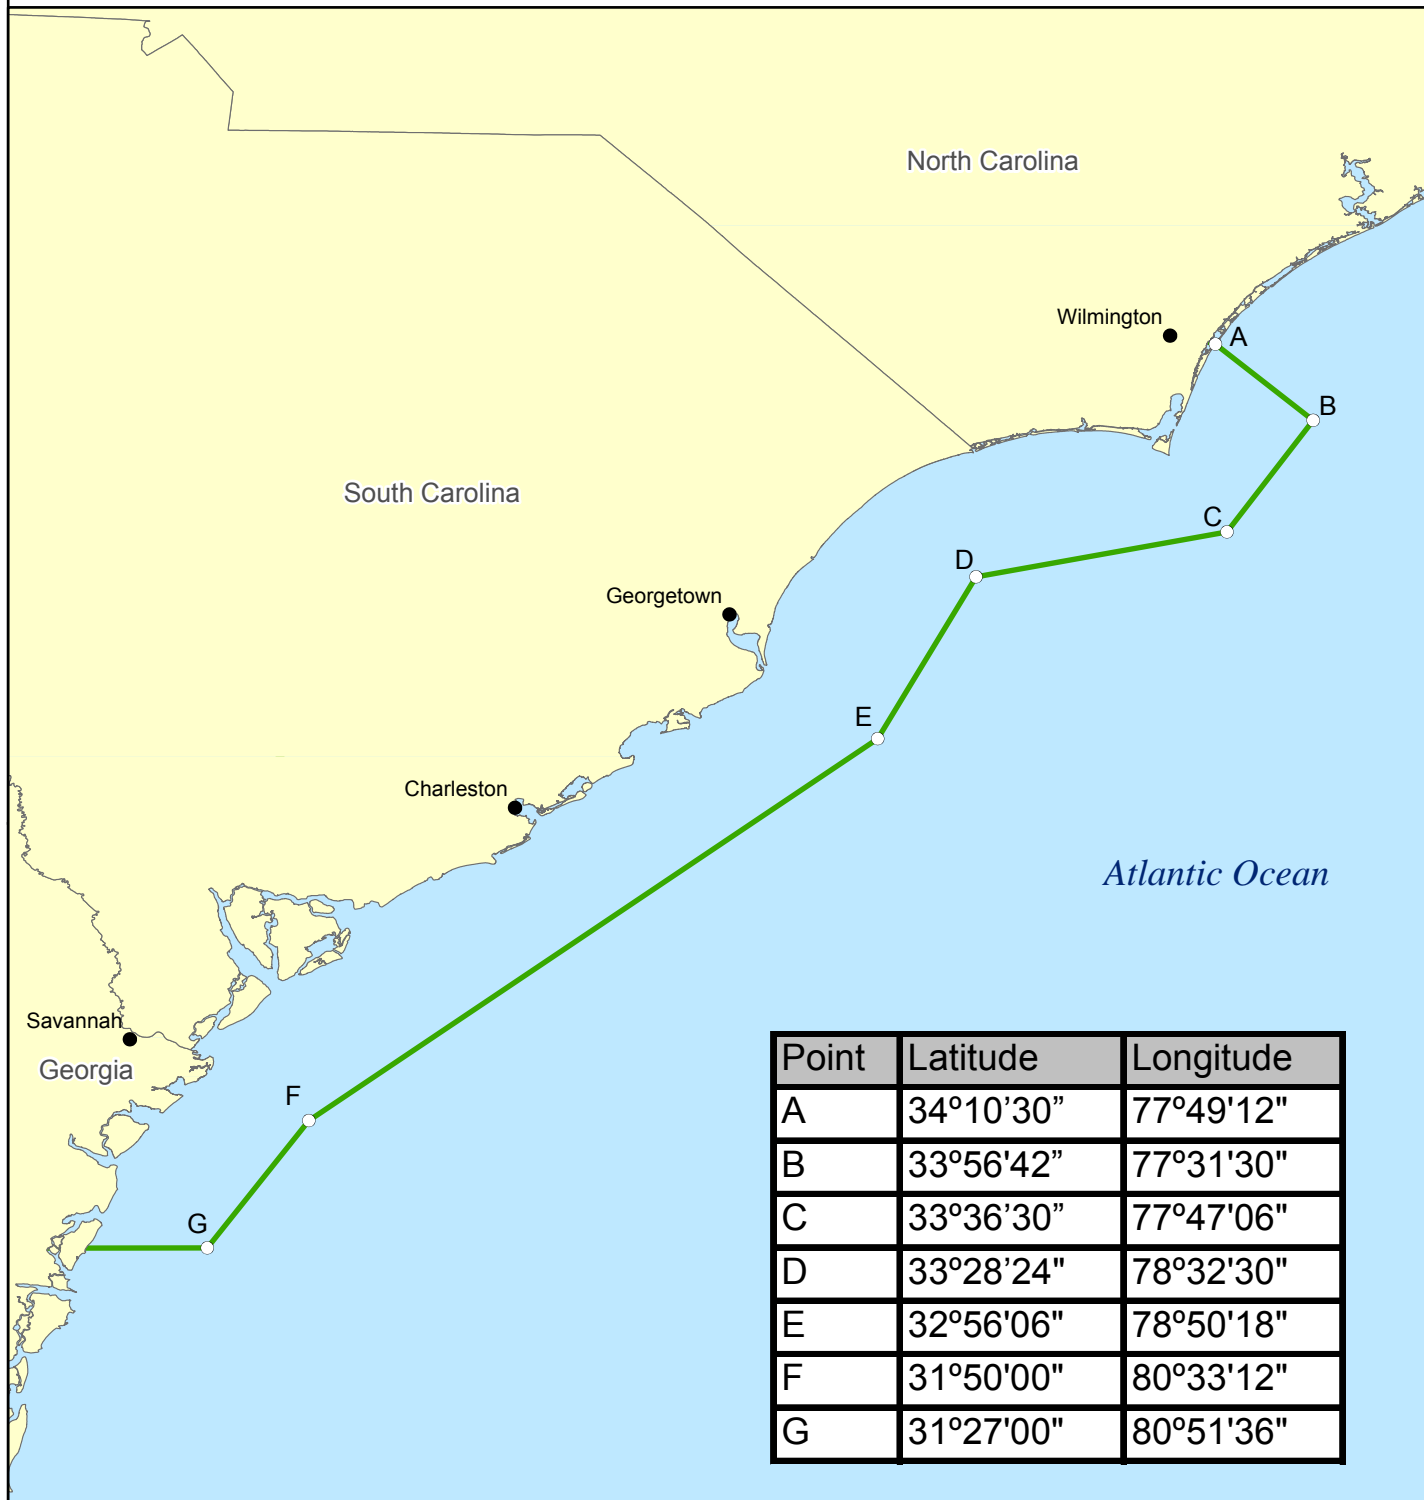 North Carolina
Wilmington
A
B
South Carolina
C
D
Georgetown
E
Charleston
Atlantic Ocean
Savannah
Georgia
F
G
Point Latitude Longitude
A 34º10’30” 77º49'12"
B 33º56'42” 77º31'30"
C 33º36’30” 77º47'06"
D 33º28’24" 78º32'30"
E 32º56'06" 78º50'18"
F 31º50'00" 80º33'12"
G 31º27'00" 80º51'36"